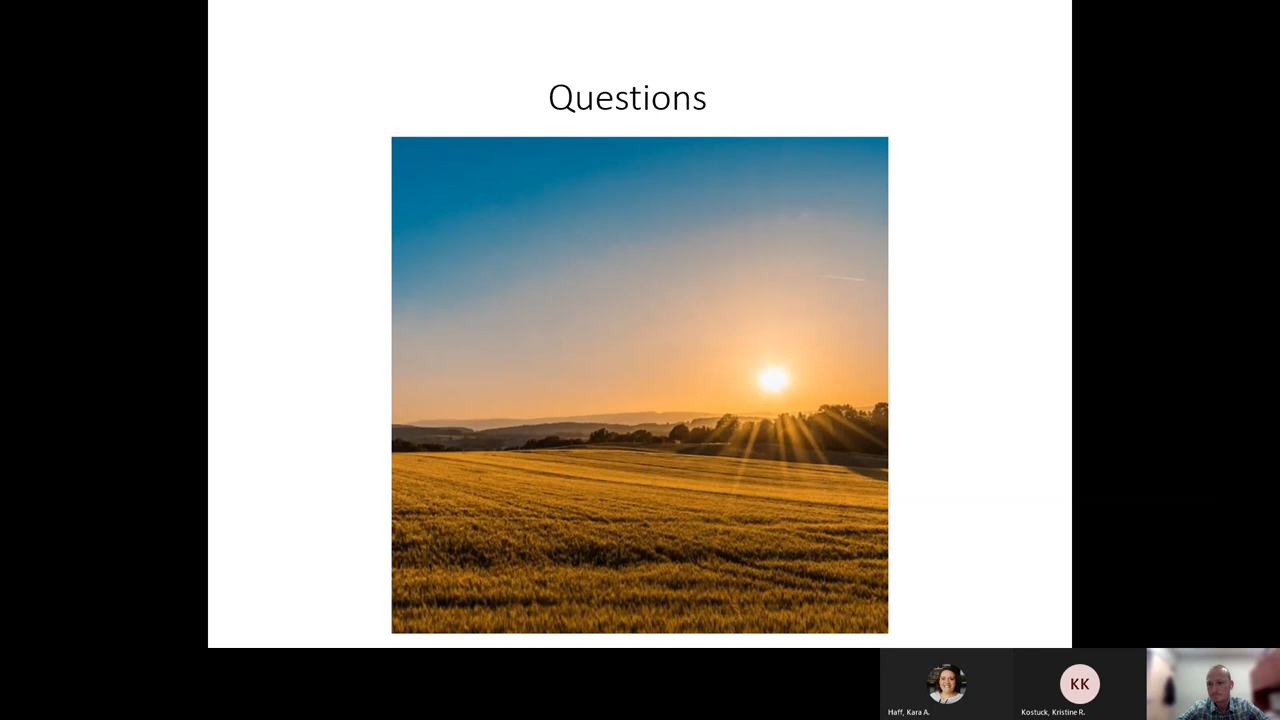 Questions
KK
Haff, Kara A.
Kostuck, Kristine R.